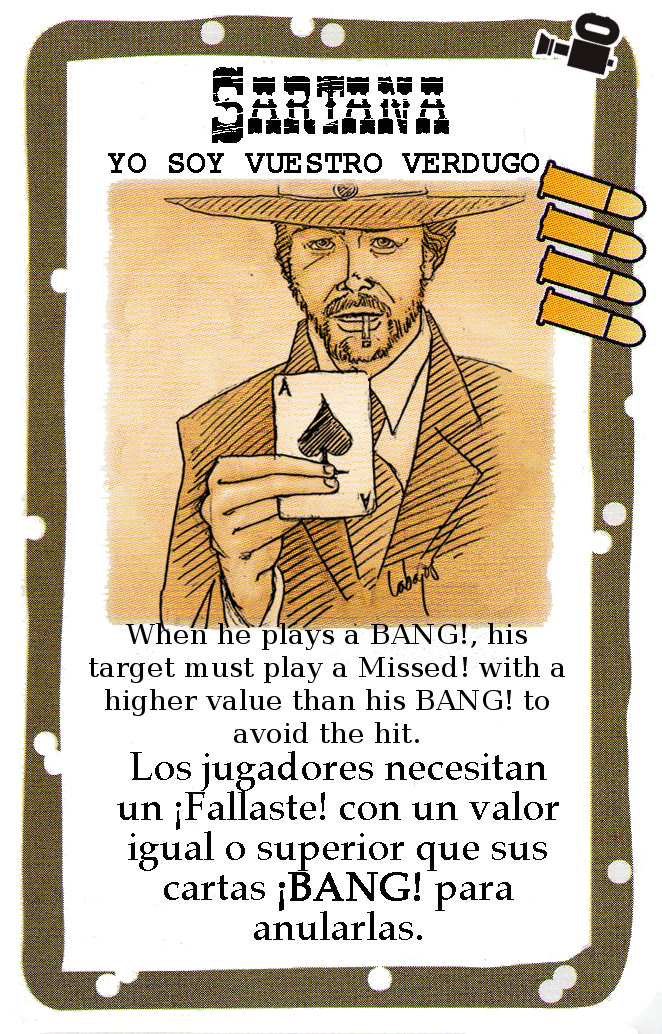 SARTANA
YO SOY VUESTRO VERDUGO
A
A
Labajos
When he plays a BANG!, his
target must play a Missed! with a
higher value than his BANG! to
avoid the hit.
Los jugadores necesitan
un ¡Fallaste! con un valor
igual o superior que sus
cartas ¡BANG! para
anularlas.